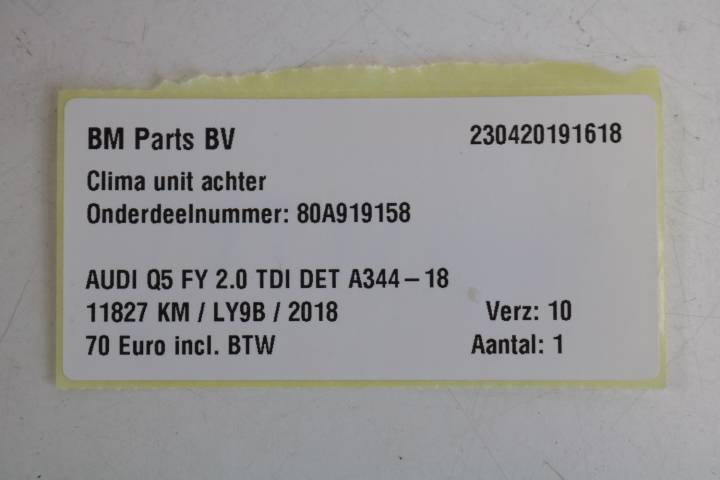 BM Parts BV 230420191618
Clima unit achter
Onderdeelnummer: 80A919158
AUDI Q5 FY 2.0 TDI DET A344-18
11827 KM / LY9B / 2018 Verz: 10
70 Euro incl. BTW Aantal: 1